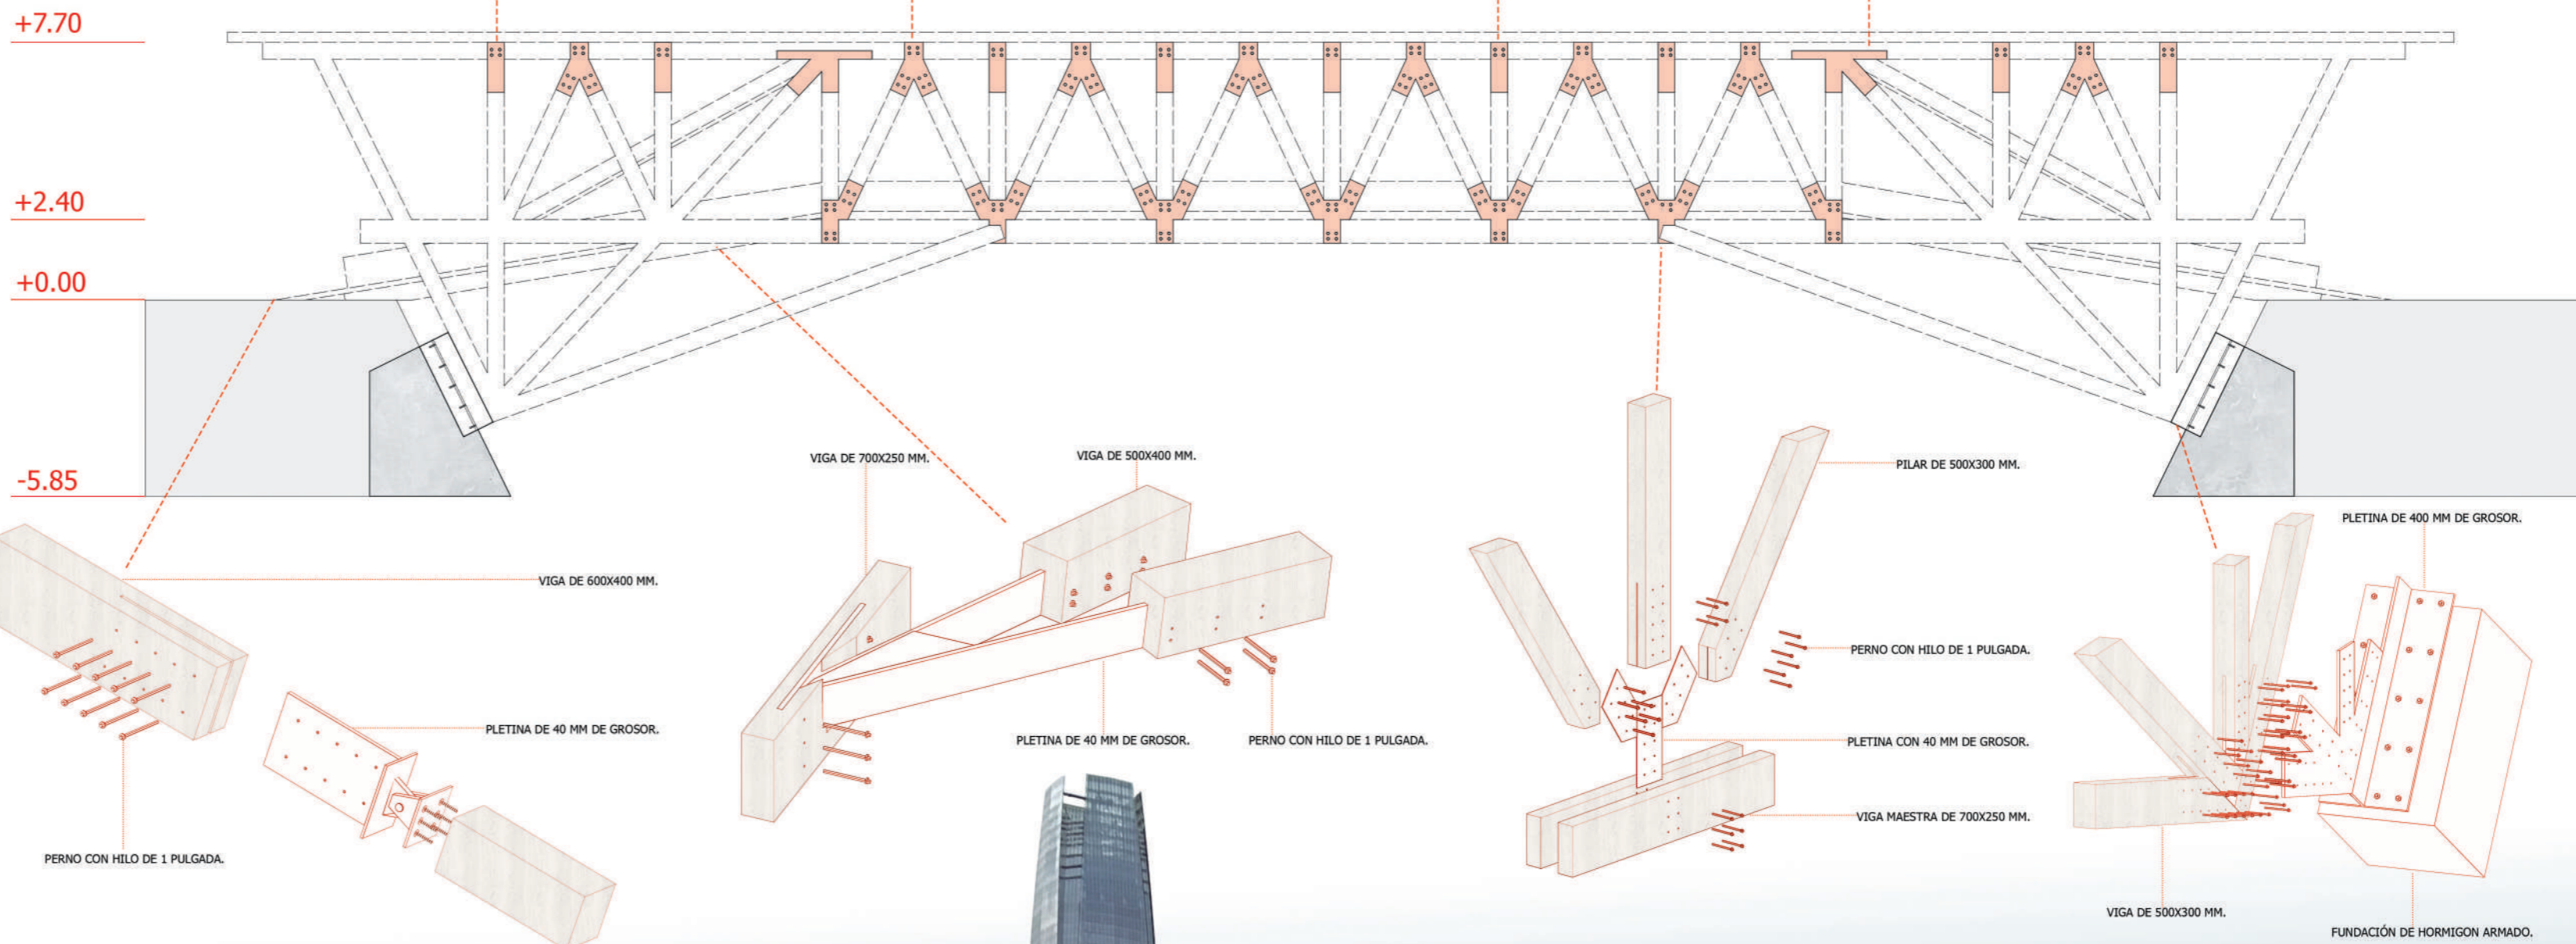 +7.70
+2.40
+0.00
-5.85
VIGA DE 700X250 MM.
VIGA DE 500X400 MM.
PILAR DE 500X300 MM.
PLETINA DE 400 MM DE GROSOR.
VIGA DE 600X400 MM.
PERNO CON HILO DE 1 PULGADA.
PLETINA DE 40 MM DE GROSOR.
PLETINA DE 40 MM DE GROSOR.
PERNO CON HILO DE 1 PULGADA.
PLETINA CON 40 MM DE GROSOR.
VIGA MAESTRA DE 700X250 MM.
PERNO CON HILO DE 1 PULGADA.
VIGA DE 500X300 MM.
FUNDACIÓN DE HORMIGON ARMADO.